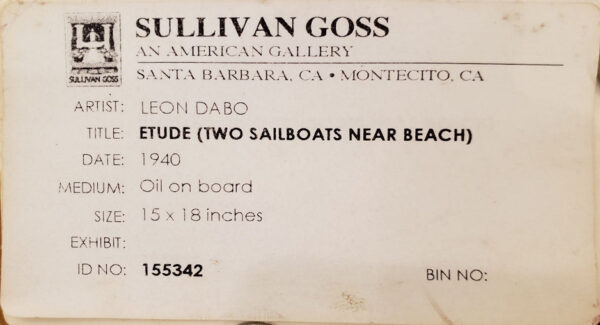 SULLIVAN GOSS
AN AMERICAN GALLERY
SANTA BARBARA, CA • MONTECITO, CA
SULLIVAN GOSS
ARTIST: LEON DABO
TITLE: ETUDE (TWO SAILBOATS NEAR BEACH)
DATE: 1940
MEDIUM: Oil on board
SIZE: 15 x 18 inches
EXHIBIT:
ID NO: 155342 BIN NO: